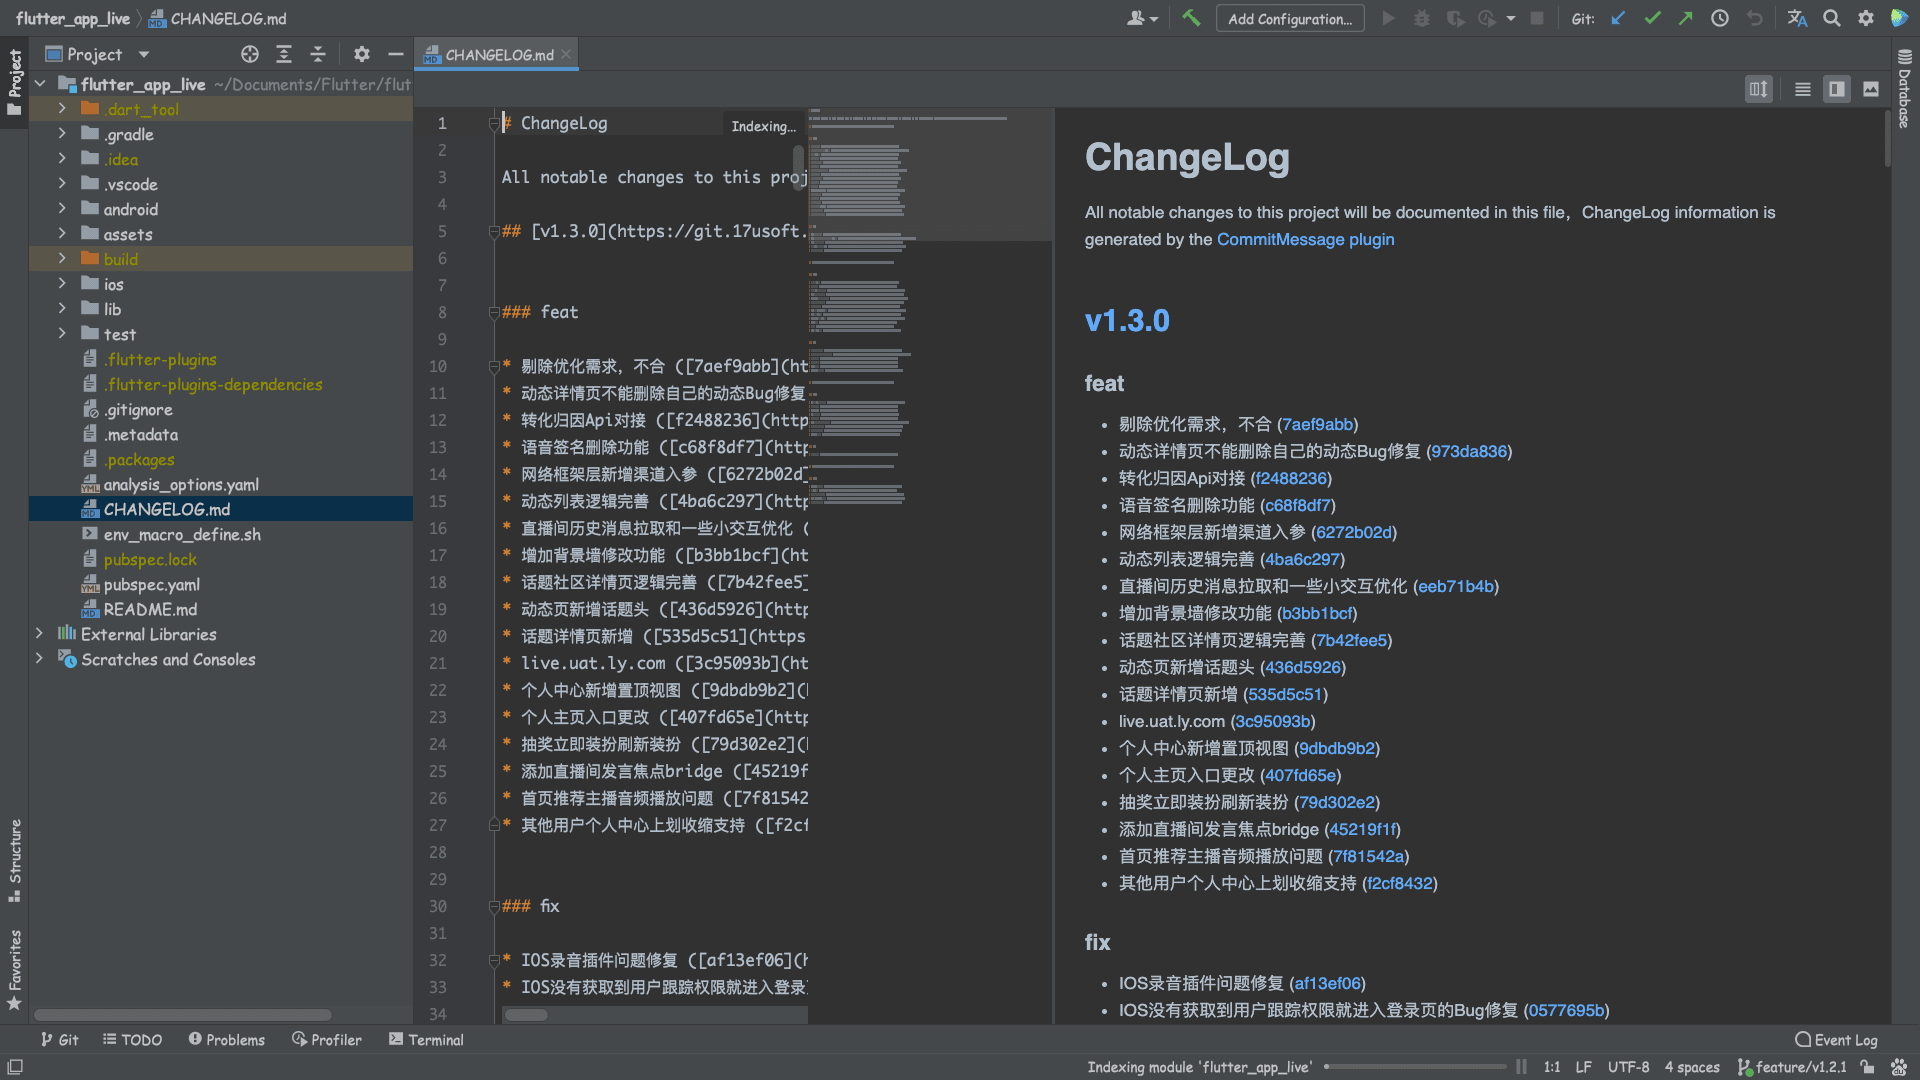 flutter_app_live
CHANGELOG.md
Add Configuration...
Git:
Project
Project
CHANGELOG.md
Database
flutter_app_live ~/Documents/Flutter/flut
.dart_tool
.gradle
.idea
.vscode
android
assets
build
ios
lib
test
.flutter-plugins
.flutter-plugins-dependencies
.gitignore
.metadata
.packages
analysis_options.yaml
CHANGELOG.md
env_macro_define.sh
pubspec.lock
pubspec.yaml
README.md
External Libraries
Scratches and Consoles
Structure
Favorites
Indexing...
1 # ChangeLog
2
3 All notable changes to this proj
4
5 ## [v1.3.0](https://git.17usoft.
6
7
8 ### feat
9
10 * 剔除优化需求，不合 ([7aef9abb](ht
11 * 动态详情页不能删除自己的动态Bug修复
12 * 转化归因Api对接 ([f2488236](http
13 * 语音签名删除功能 ([c68f8df7](htt
14 * 网络框架层新增渠道入参 ([6272b02d
15 * 动态列表逻辑完善 ([4ba6c297](htt
16 * 直播间历史消息拉取和一些小交互优化 (
17 * 增加背景墙修改功能 ([b3bb1bcf](ht
18 * 话题社区详情页逻辑完善 ([7b42fee5]
19 * 动态页新增话题头 ([436d5926](htt
20 * 话题详情页新增 ([535d5c51](https
21 * live.uat.ly.com ([3c95093b](ht
22 * 个人中心新增置顶视图 ([9dbdb9b2](
23 * 个人主页入口更改 ([407fd65e](htt
24 * 抽奖立即装扮刷新装扮 ([79d302e2](
25 * 添加直播间发言焦点bridge ([45219f
26 * 首页推荐主播音频播放问题 ([7f81542
27 * 其他用户个人中心上划收缩支持 ([f2cf
28
29
30 ### fix
31
32 * IOS录音插件问题修复 ([af13ef06](
33 * IOS没有获取到用户跟踪权限就进入登录
34
ChangeLog
All notable changes to this project will be documented in this file，ChangeLog information is
generated by the CommitMessage plugin
v1.3.0
feat
• 剔除优化需求，不合 (7aef9abb)
• 动态详情页不能删除自己的动态Bug修复 (973da836)
• 转化归因Api对接 (f2488236)
• 语音签名删除功能 (c68f8df7)
• 网络框架层新增渠道入参 (6272b02d)
• 动态列表逻辑完善 (4ba6c297)
• 直播间历史消息拉取和一些小交互优化 (eeb71b4b)
• 增加背景墙修改功能 (b3bb1bcf)
• 话题社区详情页逻辑完善 (7b42fee5)
• 动态页新增话题头 (436d5926)
• 话题详情页新增 (535d5c51)
• live.uat.ly.com (3c95093b)
• 个人中心新增置顶视图 (9dbdb9b2)
• 个人主页入口更改 (407fd65e)
• 抽奖立即装扮刷新装扮 (79d302e2)
• 添加直播间发言焦点bridge (45219f1f)
• 首页推荐主播音频播放问题 (7f81542a)
• 其他用户个人中心上划收缩支持 (f2cf8432)
fix
• IOS录音插件问题修复 (af13ef06)
• IOS没有获取到用户跟踪权限就进入登录页的Bug修复 (0577695b)
Git
TODO
Problems
Profiler
Terminal
Event Log
Indexing module 'flutter_app_live'
1:1 LF UTF-8 4 spaces feature/v1.2.1